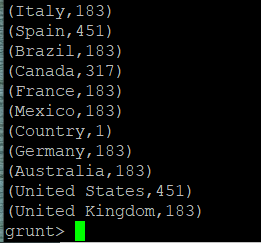 (Italy,183)
(Spain,451)
(Brazil,183)
(Canada,317)
(France,183)
(Mexico,183)
(Country,1)
(Germany,183)
(Australia,183)
(United States,451)
(United Kingdom,183)
grunt>